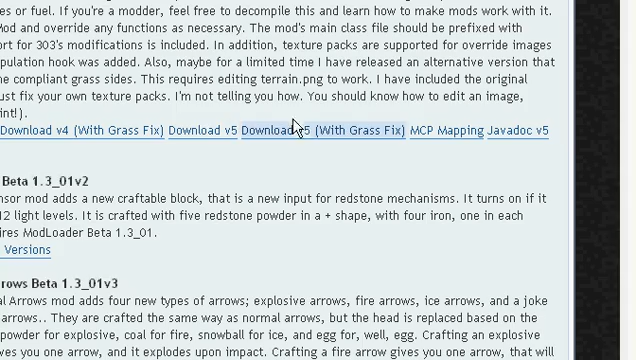 es or fuel. If you're a modder, feel free to decompile this and learn how to make mods work with it.
Mod and override any functions as necessary. The mod's main class file should be prefixed with
ort for 303's modifications is included. In addition, texture packs are supported for override images
pulation hook was added. Also, maybe for a limited time I have released an alternative version that
he compliant grass sides. This requires editing terrain.png to work. I have included the original
ust fix your own texture packs. I'm not telling you how. You should know how to edit an image,
int!).
Download v4 (With Grass Fix) Download v5 Download v5 (With Grass Fix) MCP Mapping Javadoc v5
Beta 1.3_01v2
nsor mod adds a new craftable block, that is a new input for redstone mechanisms. It turns on if it
12 light levels. It is crafted with five redstone powder in a + shape, with four iron, one in each
ires ModLoader Beta 1.3_01.
Versions
rrows Beta 1.3_01v3
al Arrows mod adds four new types of arrows; explosive arrows, fire arrows, ice arrows, and a joke
arrows.. They are crafted the same way as normal arrows, but the head is replaced based on the
powder for explosive, coal for fire, snowball for ice, and egg for, well, egg. Crafting an explosive
ves you one arrow, and it explodes upon impact. Crafting a fire arrow gives you one arrow, that will